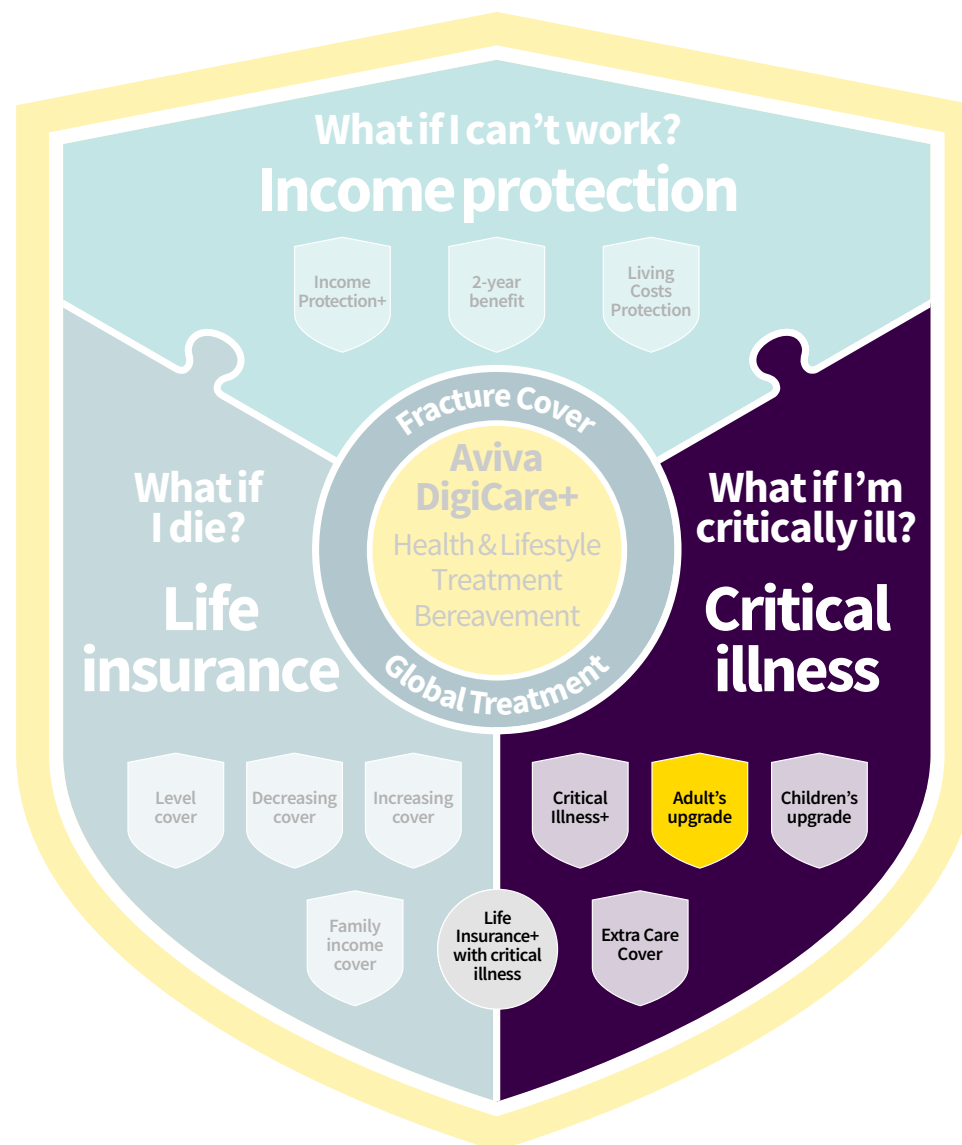 What if I can't work?
Income protection
Income
Protection+
2-year
benefit
Living
Costs
Protection
Fracture Cover
Aviva
DigiCare+
Health & Lifestyle
Treatment
Bereavement
Global Treatment
What if
I die?
Life
insurance
What if I'm
critically ill?
Critical
illness
Level
cover
Decreasing
cover
Increasing
cover
Family
income
cover
Critical
Illness+
Adult's
upgrade
Children's
upgrade
Life
Insurance+
with critical
illness
Extra Care
Cover